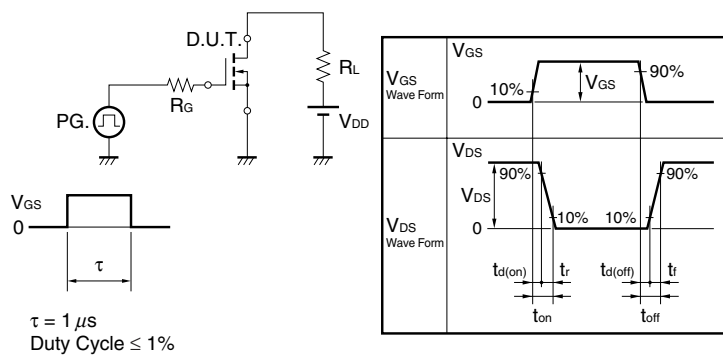 D.U.T.
RL
RG
PG.
VDD
VGS
0
τ
τ = 1 μs
Duty Cycle ≤ 1%
VGS
Wave Form
VGS
10%
0
VGS
90%
VDS
Wave Form
VDS
90%
VDS
0
10%
10%
90%
td(on)
tr
td(off)
tf
ton
toff